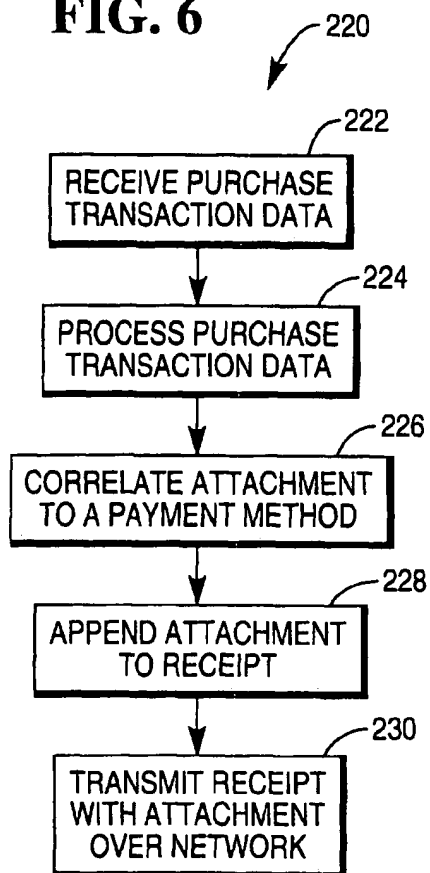 FIG. 6
220
222
RECEIVE PURCHASE
TRANSACTION DATA
224
PROCESS PURCHASE
TRANSACTION DATA
226
CORRELATE ATTACHMENT
TO A PAYMENT METHOD
228
APPEND ATTACHMENT
TO RECEIPT
230
TRANSMIT RECEIPT
WITH ATTACHMENT
OVER NETWORK